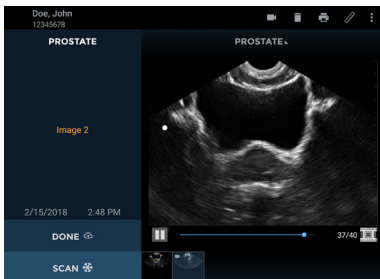 Doe, John
12345678
PROSTATE
PROSTATE
Image 2
2/15/2018 2:48 PM
DONE
37/40
SCAN